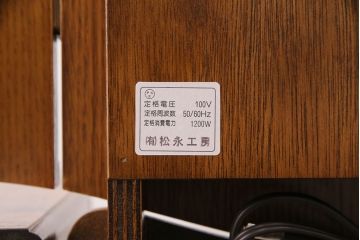 定格電圧 100V
定格周波数 50/60Hz
定格消費電力 1200W
㈲松永工房